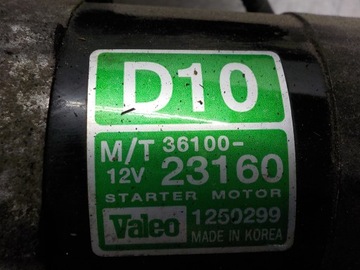 D10
M/T 36100-
12V 23160
STARTER MOTOR
Valeo 1250299
MADE IN KOREA